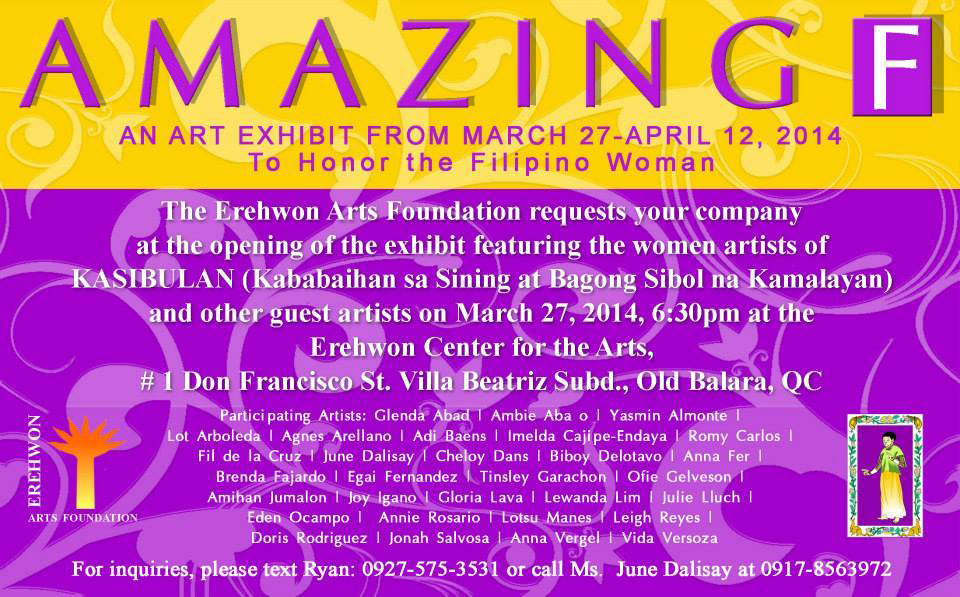 AMAZING F
AN ART EXHIBIT FROM MARCH 27-APRIL 12, 2014
To Honor the Filipino Woman
The Erehwon Arts Foundation requests your company
at the opening of the exhibit featuring the women artists of
KASIBULAN (Kababaihan sa Sining at Bagong Sibol na Kamalayan)
and other guest artists on March 27, 2014, 6:30pm at the
Erehwon Center for the Arts,
# 1 Don Francisco St. Villa Beatriz Subd., Old Balara, QC
Participating Artists: Glenda Abad | Ambie Aba o | Yasmin Almonte |
Lot Arboleda | Agnes Arellano | Adi Baens | Imelda Cajipe-Endaya | Romy Carlos |
Fil de la Cruz | June Dalisay | Cheloy Dans | Biboy Delotavo | Anna Fer |
Brenda Fajardo | Egai Fernandez | Tinsley Garachon | Ofie Gelveson |
Amihan Jumalon | Joy Igano | Gloria Lava | Lewanda Lim | Julie Lluch |
Eden Ocampo | Annie Rosario | Lotsu Manes | Leigh Reyes |
Doris Rodriguez | Jonah Salvosa | Anna Vergel | Vida Versoza
EREHWON
ARTS FOUNDATION
For inquiries, please text Ryan: 0927-575-3531 or call Ms. June Dalisay at 0917-8563972